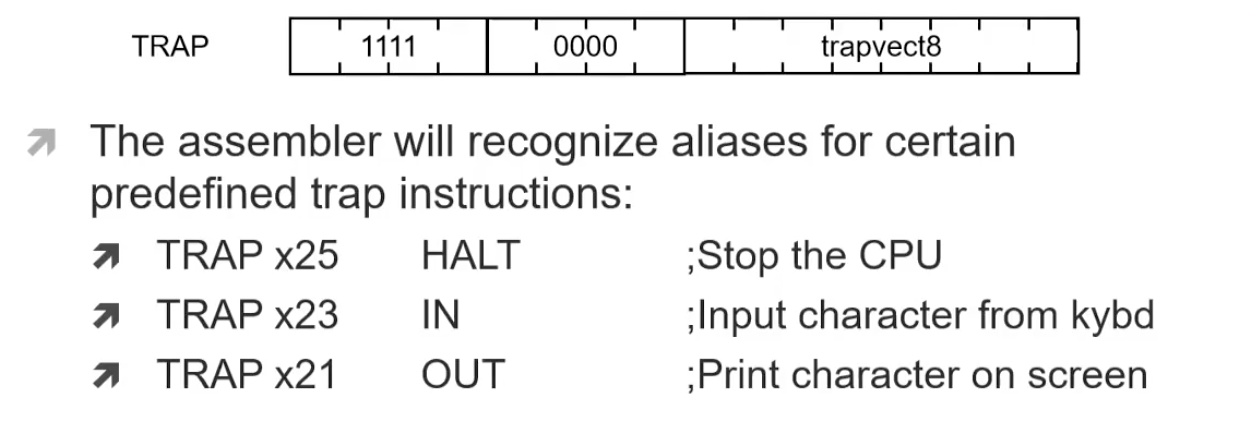 TRAP 1111 0000 trapvect8
The assembler will recognize aliases for certain
predefined trap instructions:
TRAP x25 HALT ;Stop the CPU
TRAP x23 IN ;Input character from kybd
TRAP x21 OUT ;Print character on screen